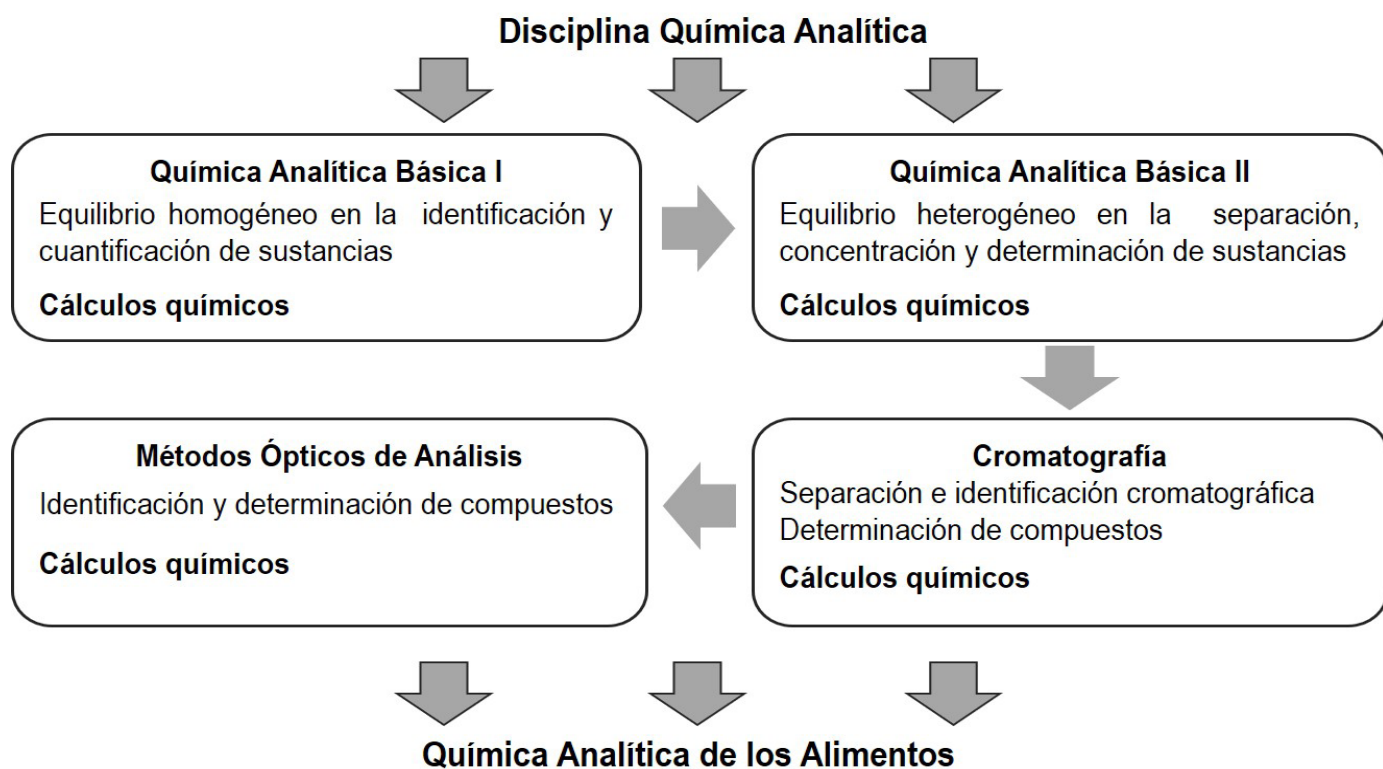 Disciplina Química Analítica
Química Analítica Básica I
Equilibrio homogéneo en la identificación y
cuantificación de sustancias
Cálculos químicos
Química Analítica Básica II
Equilibrio heterogéneo en la separación,
concentración y determinación de sustancias
Cálculos químicos
Cromatografía
Separación e identificación cromatográfica
Determinación de compuestos
Cálculos químicos
Métodos Ópticos de Análisis
Identificación y determinación de compuestos
Cálculos químicos
Química Analítica de los Alimentos